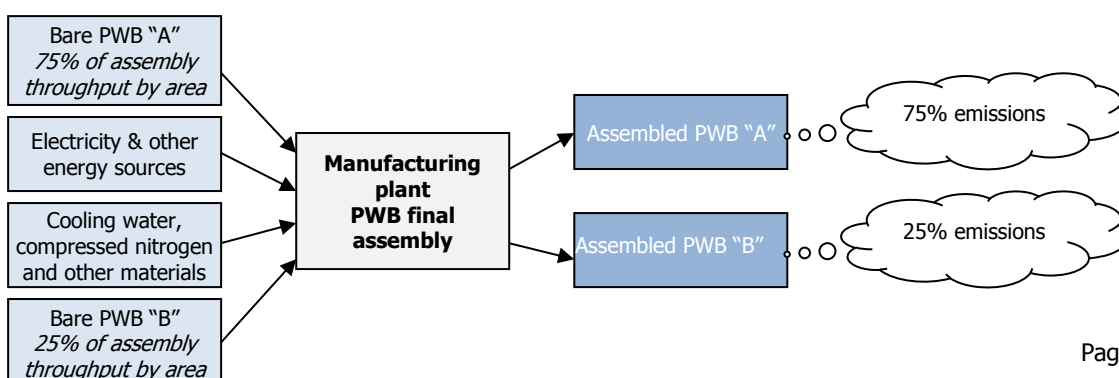 Bare PWB “A”
75% of assembly
throughput by area
Electricity & other
energy sources
Cooling water,
compressed nitrogen
and other materials
Bare PWB “B”
25% of assembly
throughput by area
Manufacturing
plant
PWB final
assembly
Assembled PWB “A”
Assembled PWB “B”
75% emissions
25% emissions
Pag